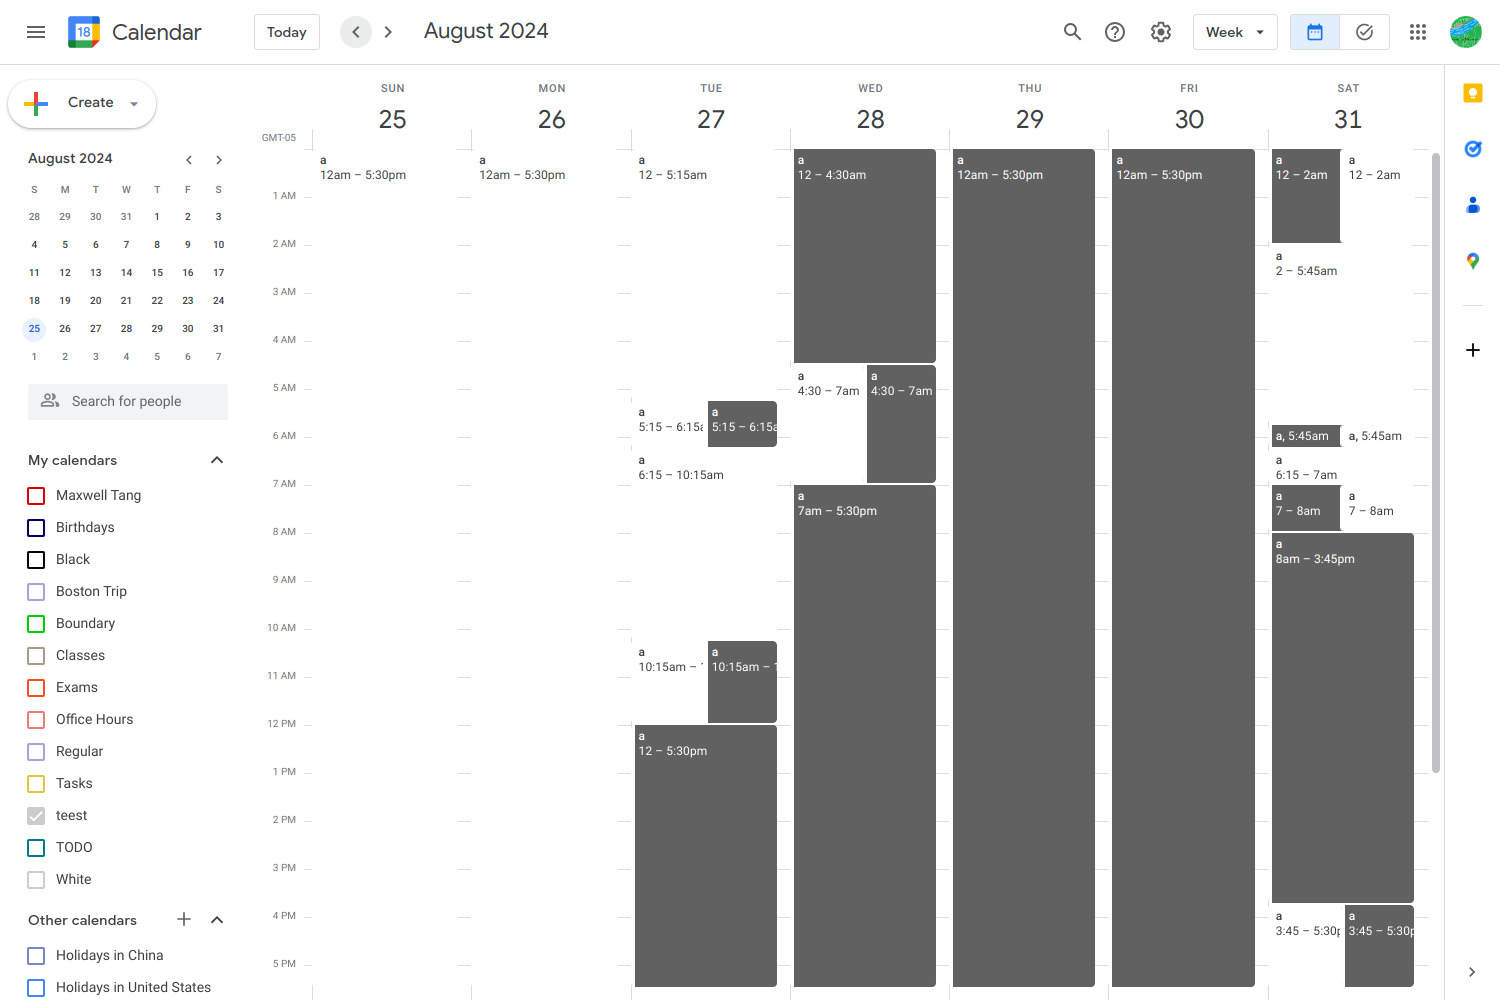 18 Calendar Today August 2024 Week
Create
SUN MON TUE WED THU FRI SAT
25 26 27 28 29 30 31
GMT-05
August 2024
S M T W T F S
28 29 30 31 1 2 3
4 5 6 7 8 9 10
11 12 13 14 15 16 17
18 19 20 21 22 23 24
25 26 27 28 29 30 31
1 2 3 4 5 6 7
Search for people
My calendars
Maxwell Tang
Birthdays
Black
Boston Trip
Boundary
Classes
Exams
Office Hours
Regular
Tasks
teest
TODO
White
Other calendars
Holidays in China
Holidays in United States
1 AM
2 AM
3 AM
4 AM
5 AM
6 AM
7 AM
8 AM
9 AM
10 AM
11 AM
12 PM
1 PM
2 PM
3 PM
4 PM
5 PM
a
12am – 5:30pm
a
12am – 5:30pm
a
12 – 5:15am
a
5:15 – 6:15a
a
5:15 – 6:15a
a
6:15 – 10:15am
a
10:15am –
a
10:15am – 1
a
12 – 5:30pm
a
12 – 4:30am
a
4:30 – 7am
a
4:30 – 7am
a
7am – 5:30pm
a
12am – 5:30pm
a
12am – 5:30pm
a
12 – 2am
a
12 – 2am
a
2 – 5:45am
a, 5:45am
a, 5:45am
a
6:15 – 7am
a
7 – 8am
a
7 – 8am
a
8am – 3:45pm
a
3:45 – 5:30p
a
3:45 – 5:30p